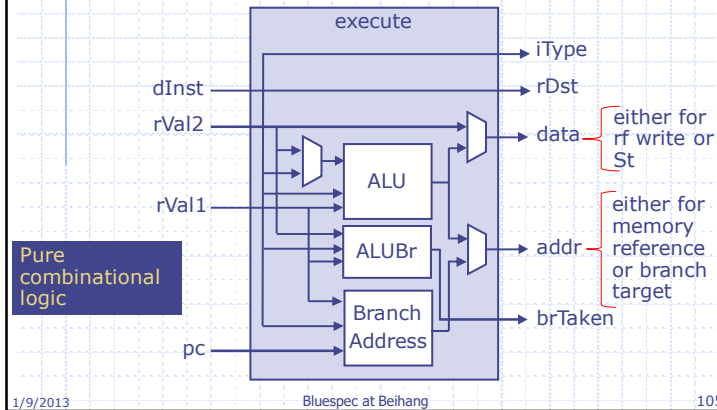 execute
iType
dInst
rDst
rVal2
data
either for
rf write or
St
ALU
rVal1
ALUBr
addr
either for
memory
reference
or branch
target
Pure
combinational
logic
Branch
Address
brTaken
pc
1/9/2013
Bluespec at Beihang
105